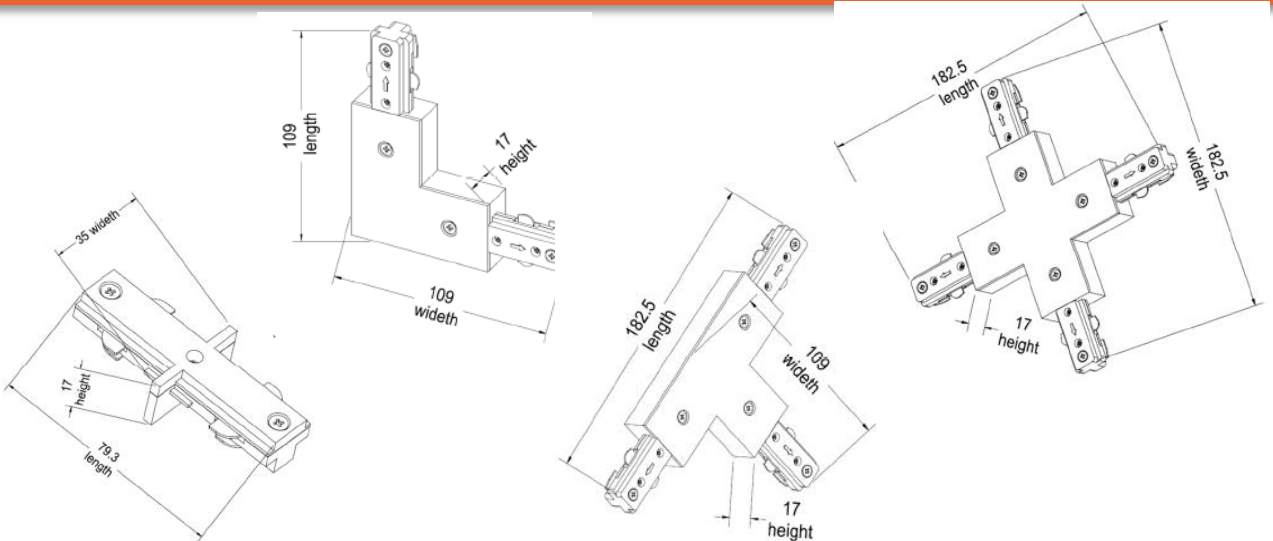 35 wideth
17
height
79.3
length
109
length
17
height
109
wideth
182.5
length
109
wideth
17
height
182.5
length
182.5
wideth
17
height